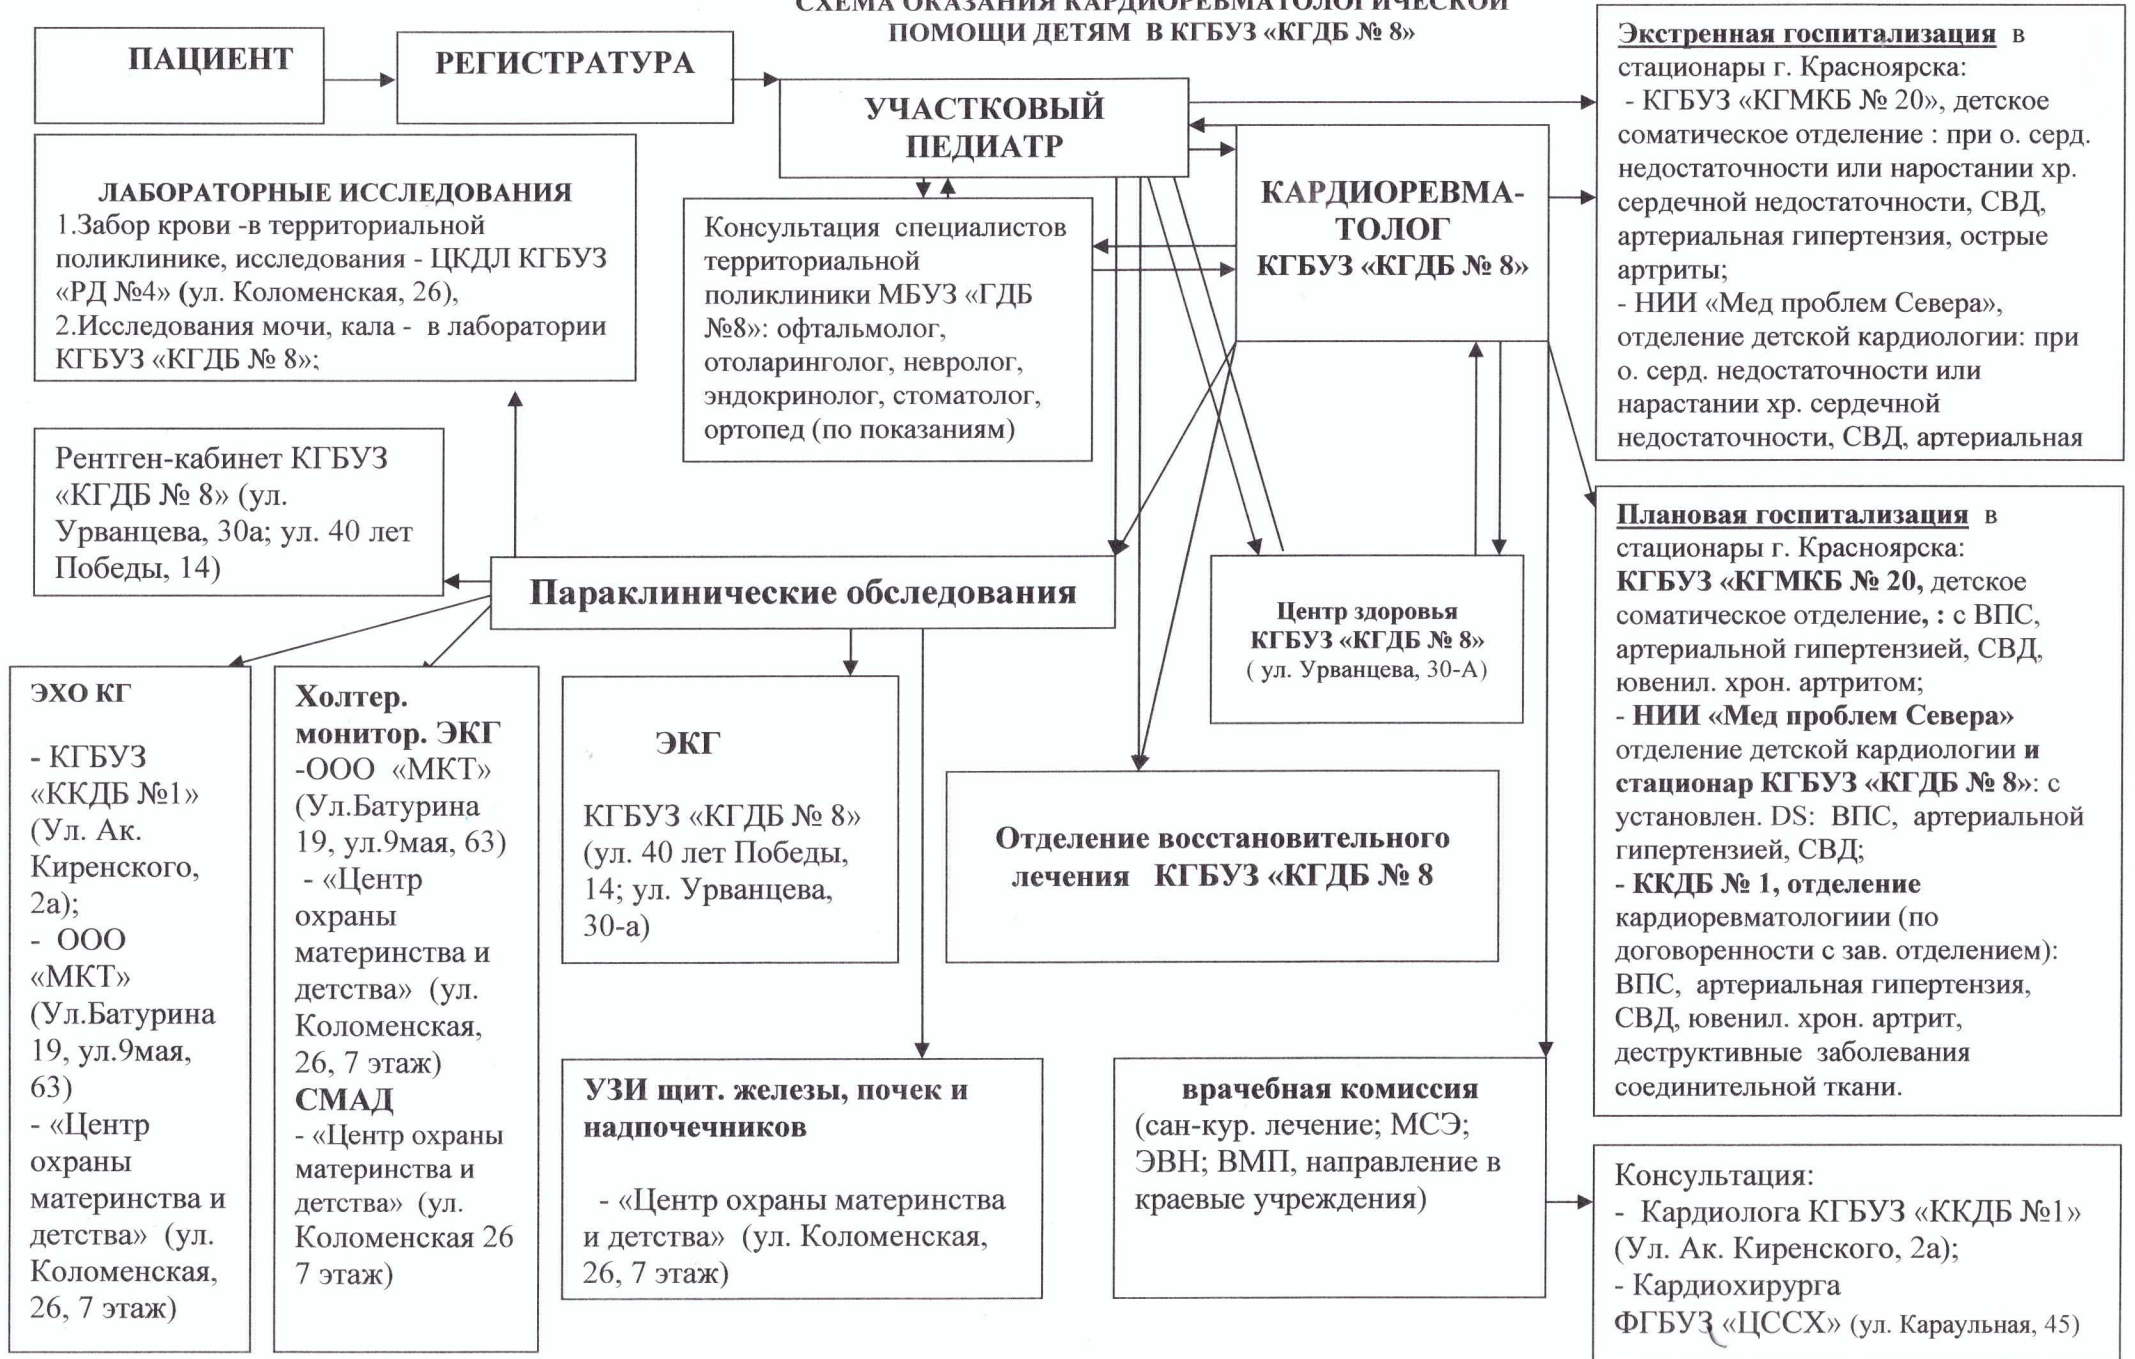 СХЕМА ОКАЗАНИЯ КАРДИОРЕВМАТОЛОГИЧЕСКОЙ
ПОМОЩИ ДЕТЯМ В КГБУЗ «КГДБ № 8»
ПАЦИЕНТ
РЕГИСТРАТУРА
УЧАСТКОВЫЙ
ПЕДИАТР
КАРДИОРЕВМА-
ТОЛОГ
КГБУЗ «КГДБ № 8»
Экстренная госпитализация в
стационары г. Красноярска:
- КГБУЗ «КГМКБ № 20», детское
соматическое отделение : при о. серд.
недостаточности или наростании хр.
сердечной недостаточности, СВД,
артериальная гипертензия, острые
артриты;
- НИИ «Мед проблем Севера»,
отделение детской кардиологии: при
о. серд. недостаточности или
нарастании хр. сердечной
недостаточности, СВД, артериальная
ЛАБОРАТОРНЫЕ ИССЛЕДОВАНИЯ
1.Забор крови -в территориальной
поликлинике, исследования - ЦКДЛ КГБУЗ
«РД №4» (ул. Коломенская, 26),
2.Исследования мочи, кала - в лаборатории
КГБУЗ «КГДБ № 8»;
Консультация специалистов
территориальной
поликлиники МБУЗ «ГДБ
№8»: офтальмолог,
отоларинголог, невролог,
эндокринолог, стоматолог,
ортопед (по показаниям)
Рентген-кабинет КГБУЗ
«КГДБ № 8» (ул.
Урванцева, 30а; ул. 40 лет
Победы, 14)
Параклинические обследования
Центр здоровья
КГБУЗ «КГДБ № 8»
( ул. Урванцева, 30-А)
Плановая госпитализация в
стационары г. Красноярска:
КГБУЗ «КГМКБ № 20, детское
соматическое отделение, : с ВПС,
артериальной гипертензией, СВД,
ювенил. хрон. артритом;
- НИИ «Мед проблем Севера»
отделение детской кардиологии и
стационар КГБУЗ «КГДБ № 8»: с
установлен. DS: ВПС, артериальной
гипертензией, СВД;
- ККДБ № 1, отделение
кардиоревматологиии (по
договоренности с зав. отделением):
ВПС, артериальная гипертензия,
СВД, ювенил. хрон. артрит,
деструктивные заболевания
соединительной ткани.
ЭХО КГ
- КГБУЗ
«ККДБ №1»
(Ул. Ак.
Киренского,
2а);
- ООО
«МКТ»
(Ул.Батурина
19, ул.9мая,
63)
- «Центр
охраны
материнства и
детства» (ул.
Коломенская,
26, 7 этаж)
Холтер.
монитор. ЭКГ
-ООО «МКТ»
(Ул.Батурина
19, ул.9мая, 63)
- «Центр
охраны
материнства и
детства» (ул.
Коломенская,
26, 7 этаж)
СМАД
- «Центр охраны
материнства и
детства» (ул.
Коломенская 26
7 этаж)
ЭКГ
КГБУЗ «КГДБ № 8»
(ул. 40 лет Победы,
14; ул. Урванцева,
30-а)
Отделение восстановительного
лечения КГБУЗ «КГДБ № 8
УЗИ щит. железы, почек и
надпочечников
- «Центр охраны материнства
и детства» (ул. Коломенская,
26, 7 этаж)
врачебная комиссия
(сан-кур. лечение; МСЭ;
ЭВН; ВМП, направление в
краевые учреждения)
Консультация:
- Кардиолога КГБУЗ «ККДБ №1»
(Ул. Ак. Киренского, 2а);
- Кардиохирурга
ФГБУЗ «ЦССХ» (ул. Караульная, 45)